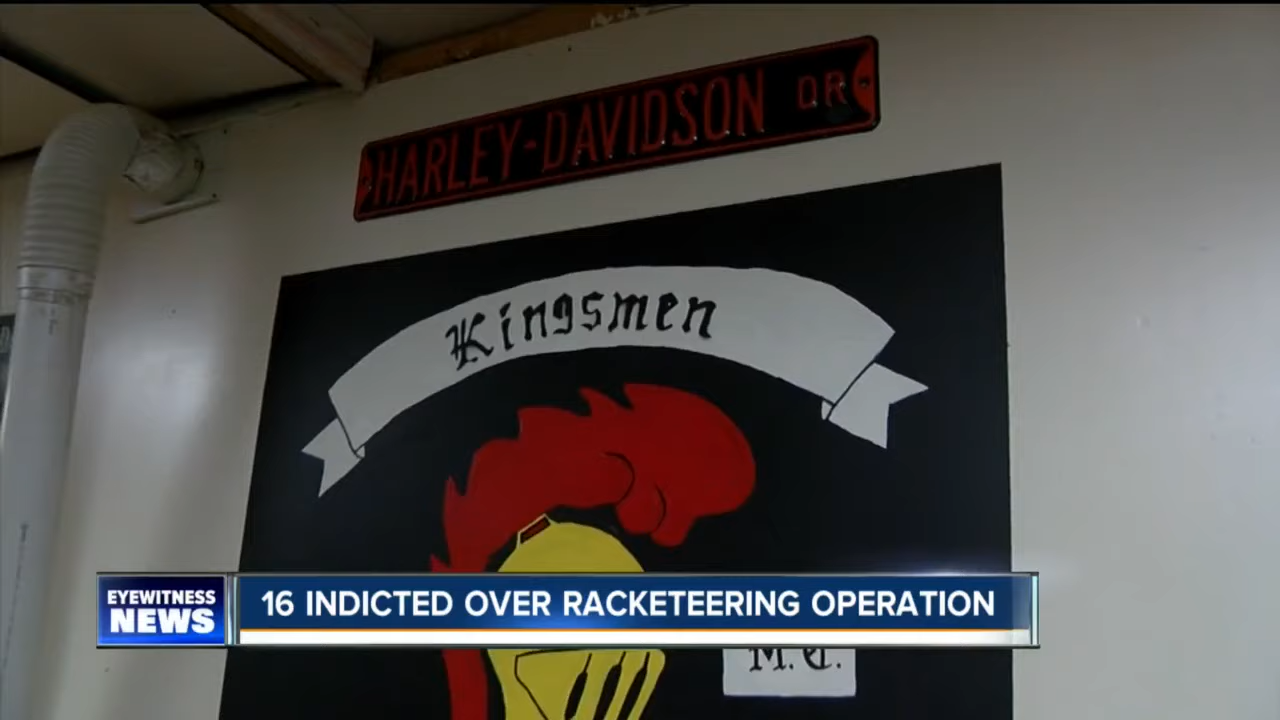 HARLEY-DAVIDSON DR
Kingsmen
EYEWITNESS
NEWS
16 INDICTED OVER RACKETEERING OPERATION
M.C.